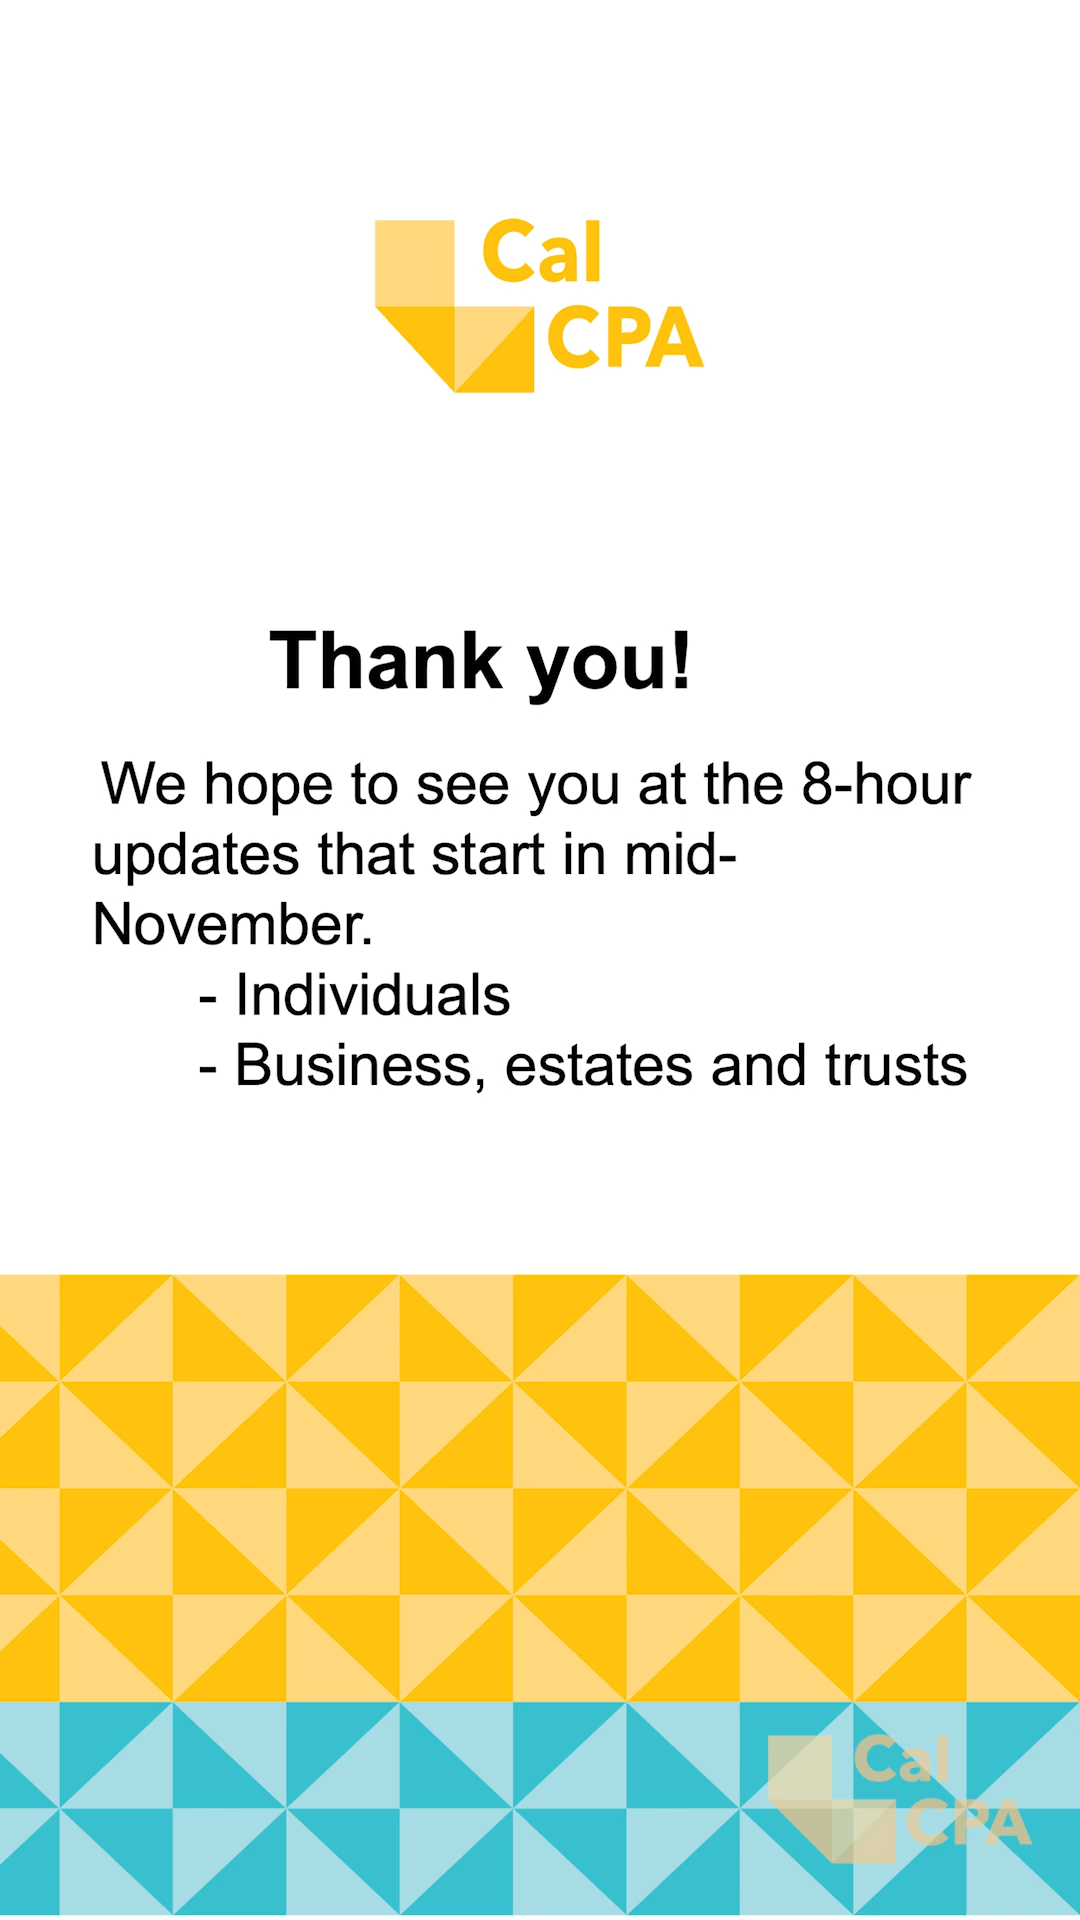 Cal
CPA
Thank you!
We hope to see you at the 8-hour
updates that start in mid-
November.
- Individuals
- Business, estates and trusts
Cal
CPA